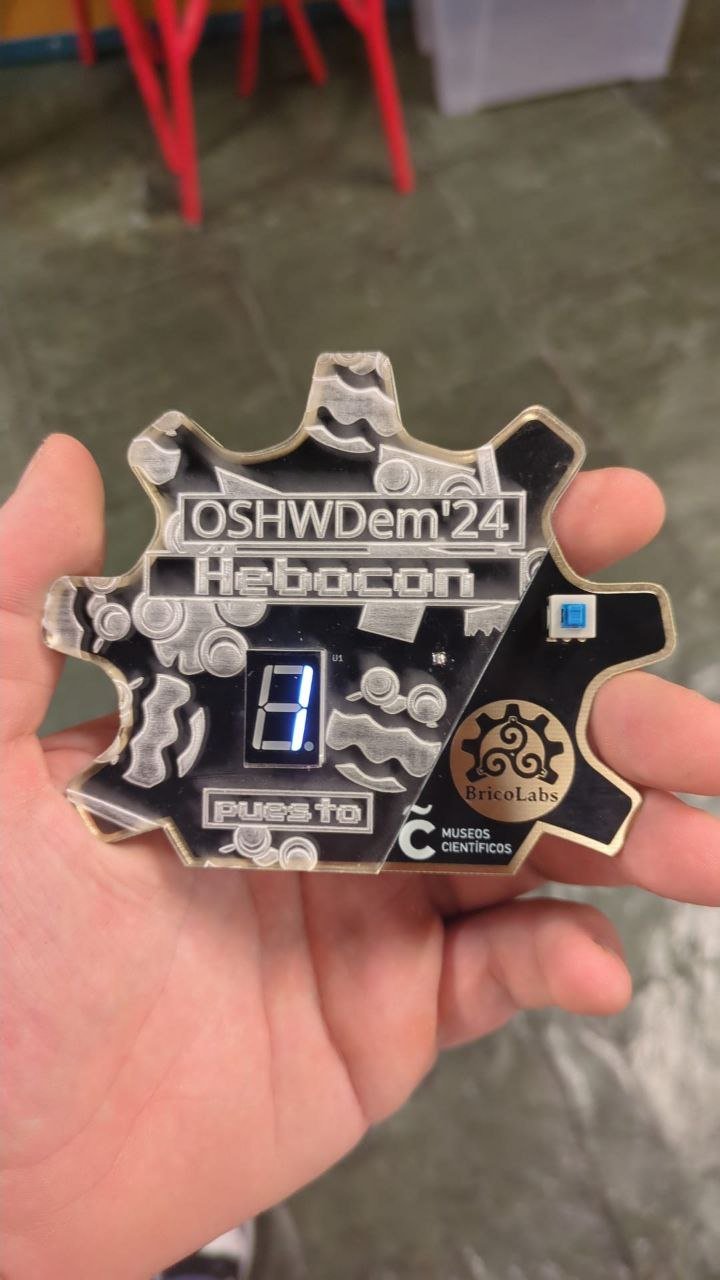 OSHWDem'24
Hebocon
U1
1
puesto
BricoLabs
MUSEOS
CIENTÍFICOS